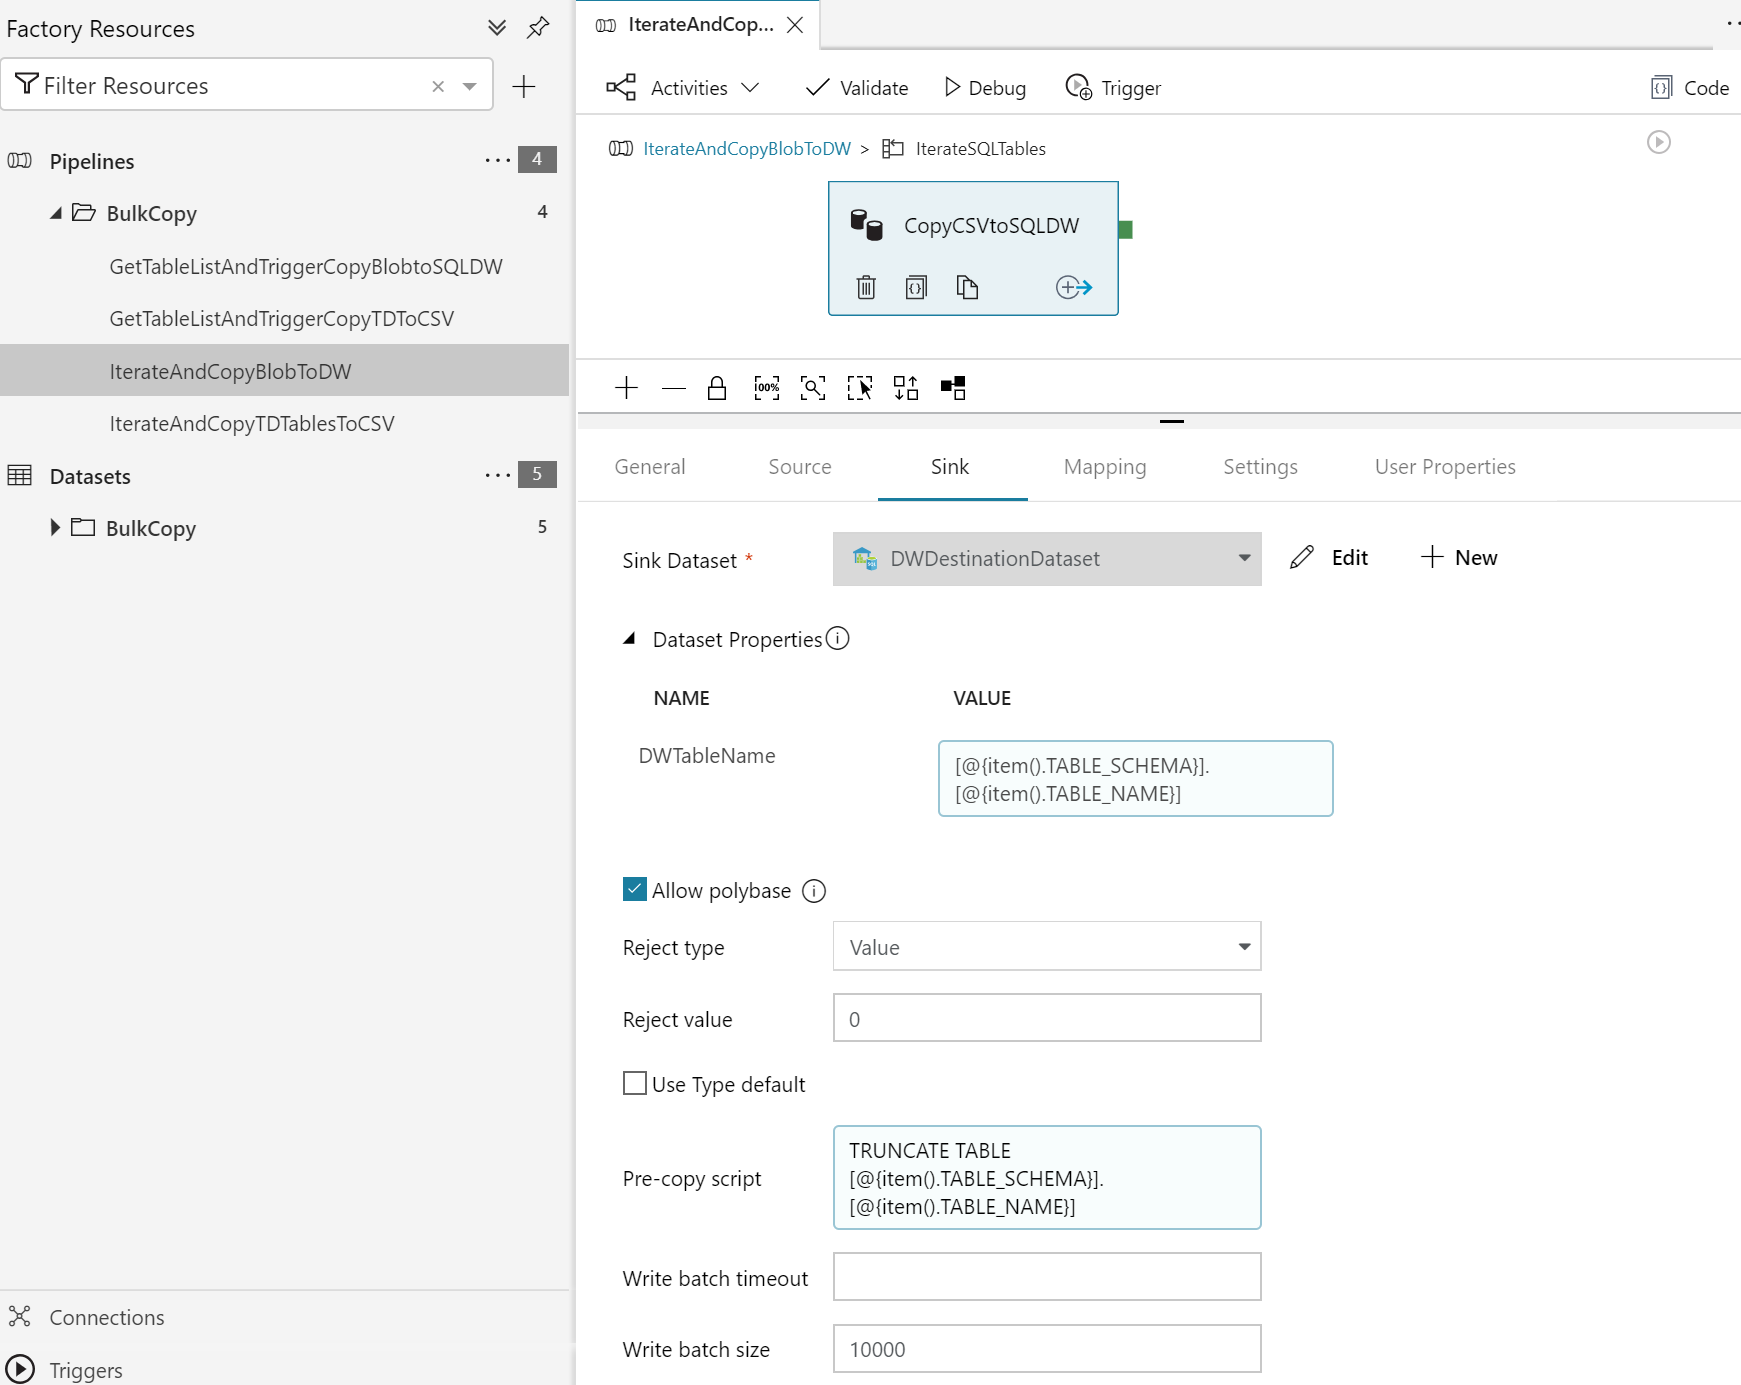 Factory Resources
Filter Resources
Pipelines
4
BulkCopy
4
GetTableListAndTriggerCopyBlobtoSQLDW
GetTableListAndTriggerCopyTDToCSV
IterateAndCopyBlobToDW
IterateAndCopyTDTablesToCSV
Datasets
5
BulkCopy
5
Connections
Triggers
IterateAndCop...
Activities
Validate
Debug
Trigger
Code
IterateAndCopyBlobToDW > IterateSQLTables
CopyCSVtoSQLDW
100%
General
Source
Sink
Mapping
Settings
User Properties
Sink Dataset *
DWDestinationDataset
Edit
New
Dataset Properties
NAME
VALUE
DWTableName
[@{item().TABLE_SCHEMA}].
[@{item().TABLE_NAME}]
Allow polybase
Reject type
Value
Reject value
0
Use Type default
Pre-copy script
TRUNCATE TABLE
[@{item().TABLE_SCHEMA}].
[@{item().TABLE_NAME}]
Write batch timeout
Write batch size
10000